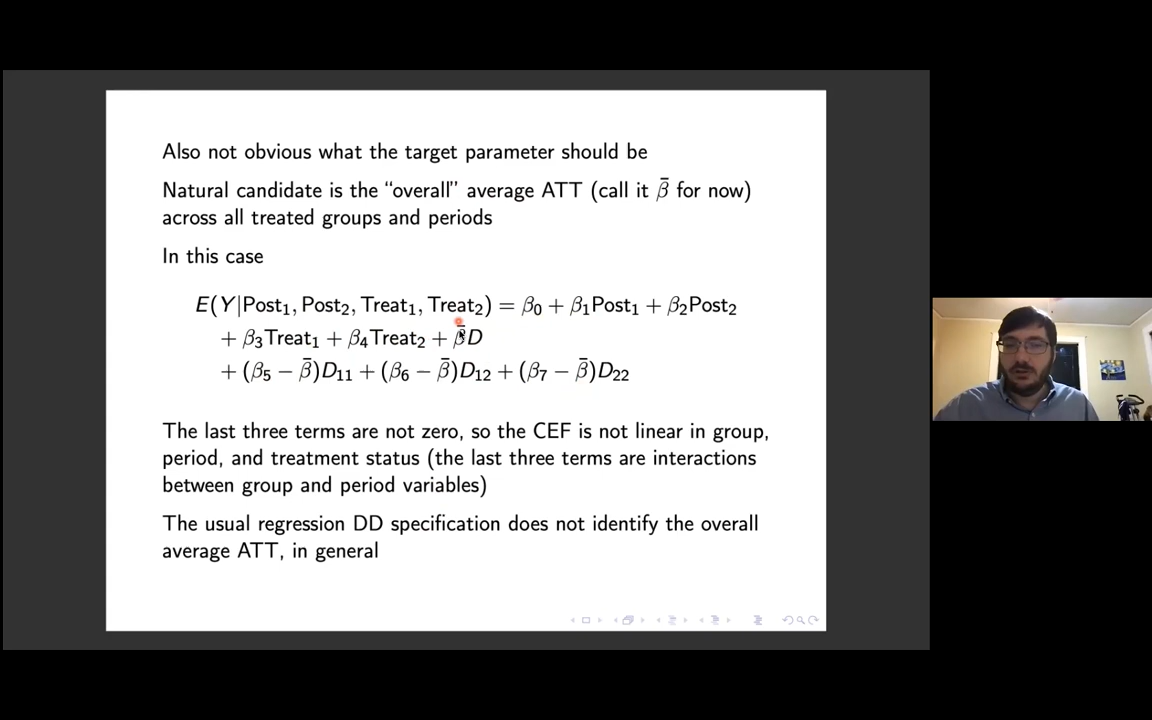 Also not obvious what the target parameter should be
Natural candidate is the “overall” average ATT (call it β̄ for now)
across all treated groups and periods
In this case
E(Y|Post₁, Post₂, Treat₁, Treat₂) = β₀ + β₁Post₁ + β₂Post₂
+ β₃Treat₁ + β₄Treat₂ + β̄D
+ (β₅ − β̄)D₁₁ + (β₆ − β̄)D₁₂ + (β₇ − β̄)D₂₂
The last three terms are not zero, so the CEF is not linear in group,
period, and treatment status (the last three terms are interactions
between group and period variables)
The usual regression DD specification does not identify the overall
average ATT, in general